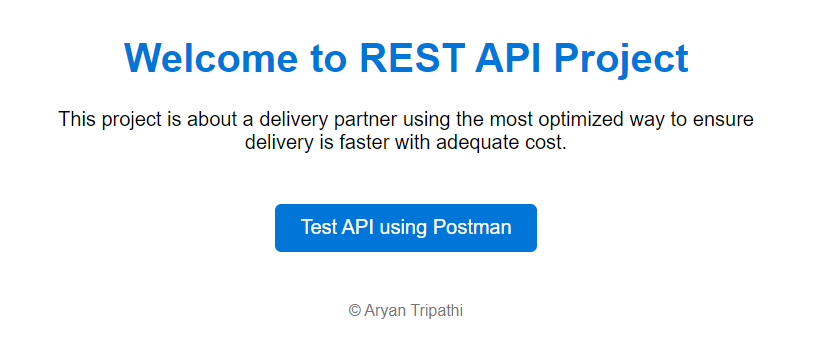 Welcome to REST API Project
This project is about a delivery partner using the most optimized way to ensure
delivery is faster with adequate cost.
Test API using Postman
© Aryan Tripathi